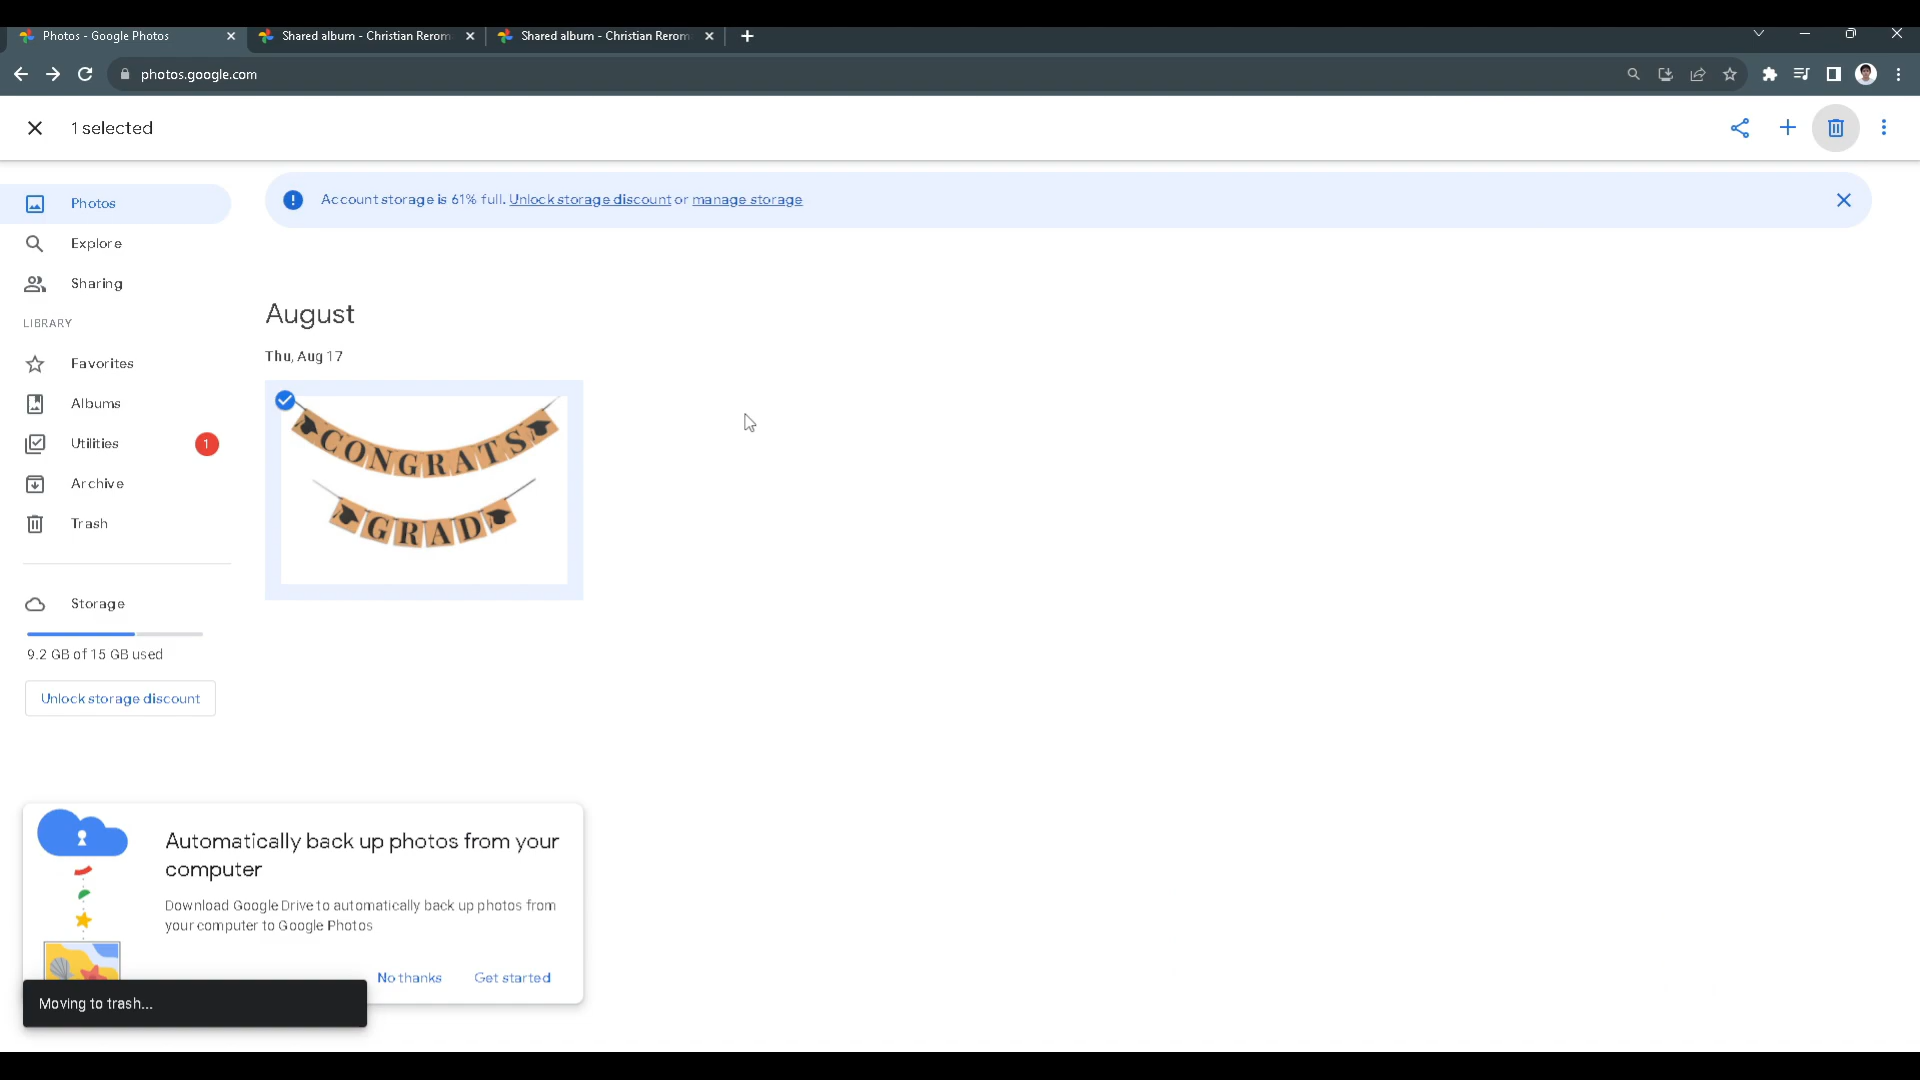 Photos - Google Photos
Shared album - Christian Rerom
Shared album - Christian Rerom
photos.google.com
1 selected
Photos
Explore
Sharing
LIBRARY
Favorites
Albums
Utilities
1
Archive
Trash
Storage
9.2 GB of 15 GB used
Unlock storage discount
Account storage is 61% full. Unlock storage discount or manage storage
August
Thu, Aug 17
CONGRATS
GRAD
Automatically back up photos from your
computer
Download Google Drive to automatically back up photos from
your computer to Google Photos
No thanks
Get started
Moving to trash...